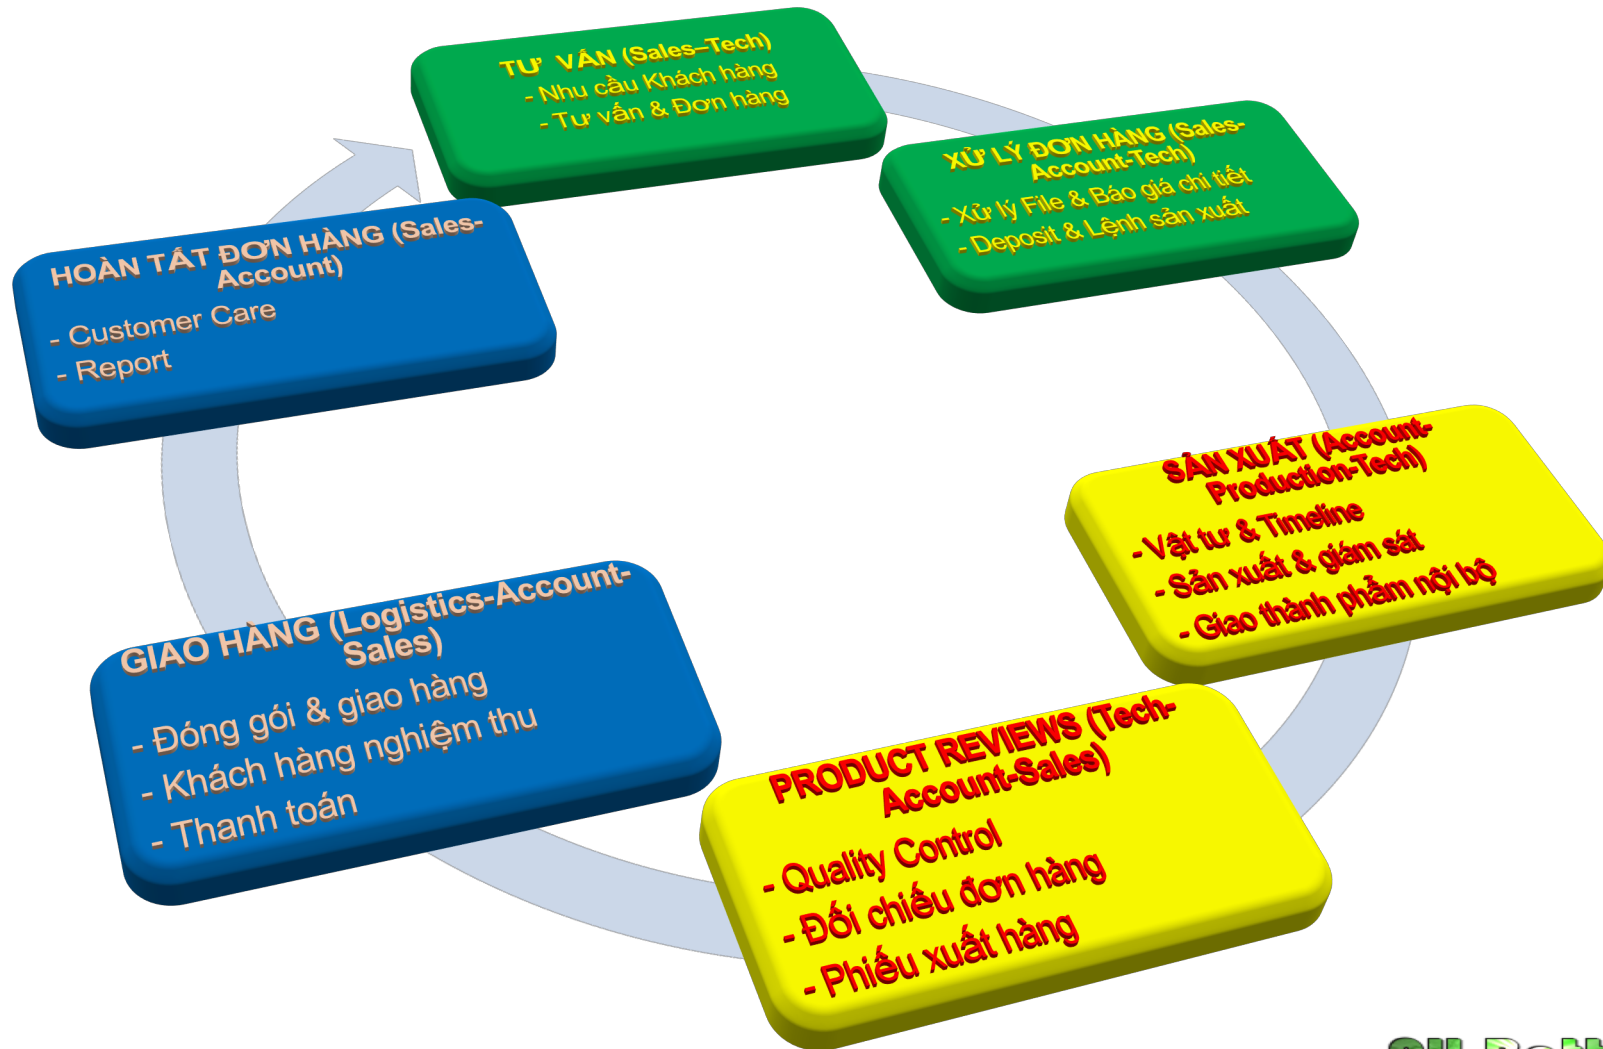 TƯ VẤN (Sales–Tech)
- Nhu cầu Khách hàng
- Tư vấn & Đơn hàng
XỬ LÝ ĐƠN HÀNG (Sales-
Account-Tech)
- Xử lý File & Báo giá chi tiết
- Deposit & Lệnh sản xuất
SẢN XUẤT (Account-
Production-Tech)
- Vật tư & Timeline
- Sản xuất & giám sát
- Giao thành phẩm nội bộ
PRODUCT REVIEWS (Tech-
Account-Sales)
- Quality Control
- Đối chiếu đơn hàng
- Phiếu xuất hàng
GIAO HÀNG (Logistics-Account-
Sales)
- Đóng gói & giao hàng
- Khách hàng nghiệm thu
- Thanh toán
HOÀN TẤT ĐƠN HÀNG (Sales-
Account)
- Customer Care
- Report